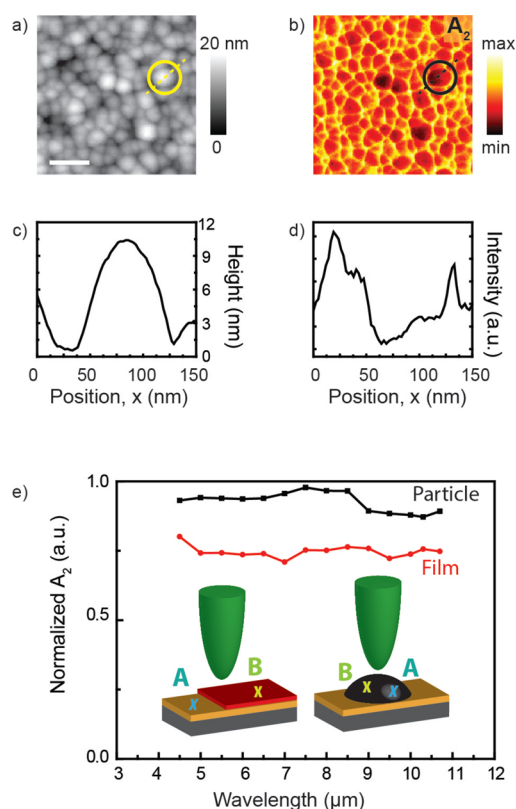 a)
20 nm
0
b)
A2
max
min
c)
12
9
6
3
0
Height (nm)
0 50 100 150
Position, x (nm)
d)
Intensity (a.u.)
0 50 100 150
Position, x (nm)
e)
1.0
0.5
0.0
Normalized A2 (a.u.)
Particle
Film
A
x
B
x
B
x
A
x
3 4 5 6 7 8 9 10 11 12
Wavelength (μm)